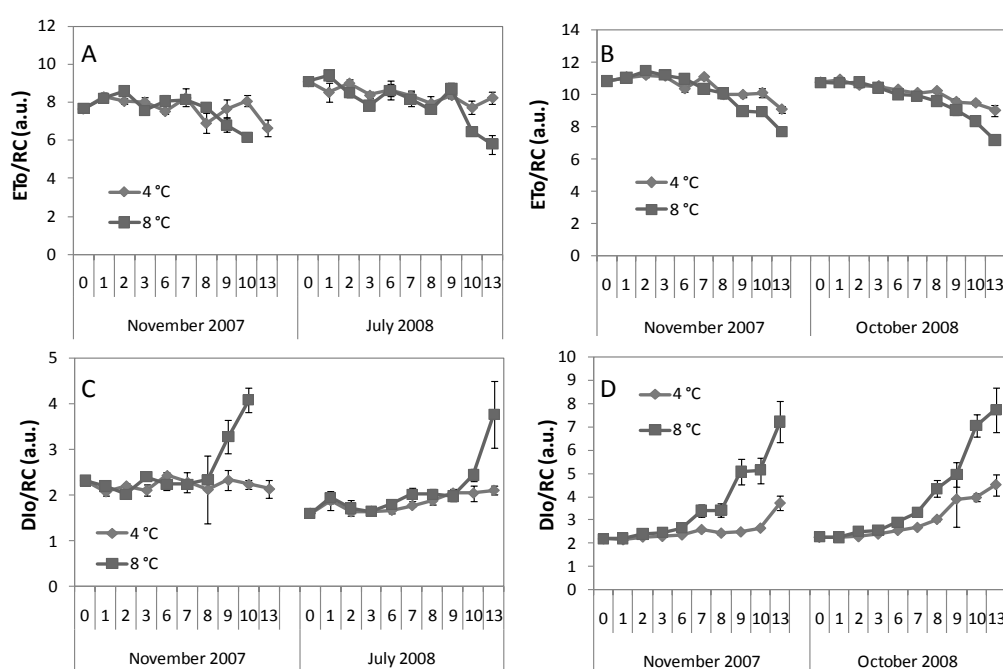 A
ETo/RC (a.u.)
12
10
8
6
4
2
0
4 °C
8 °C
0 1 2 3 6 7 8 9 10 13 0 1 2 3 6 7 8 9 10 13
November 2007 July 2008
B
ETo/RC (a.u.)
14
12
10
8
6
4
2
0
4 °C
8 °C
0 1 2 3 6 7 8 9 10 13 0 1 2 3 6 7 8 9 10 13
November 2007 October 2008
C
DIo/RC (a.u.)
5
4
3
2
1
0
4 °C
8 °C
0 1 2 3 6 7 8 9 10 13 0 1 2 3 6 7 8 9 10 13
November 2007 July 2008
D
DIo/RC (a.u.)
10
9
8
7
6
5
4
3
2
1
0
4 °C
8 °C
0 1 2 3 6 7 8 9 10 13 0 1 2 3 6 7 8 9 10 13
November 2007 October 2008